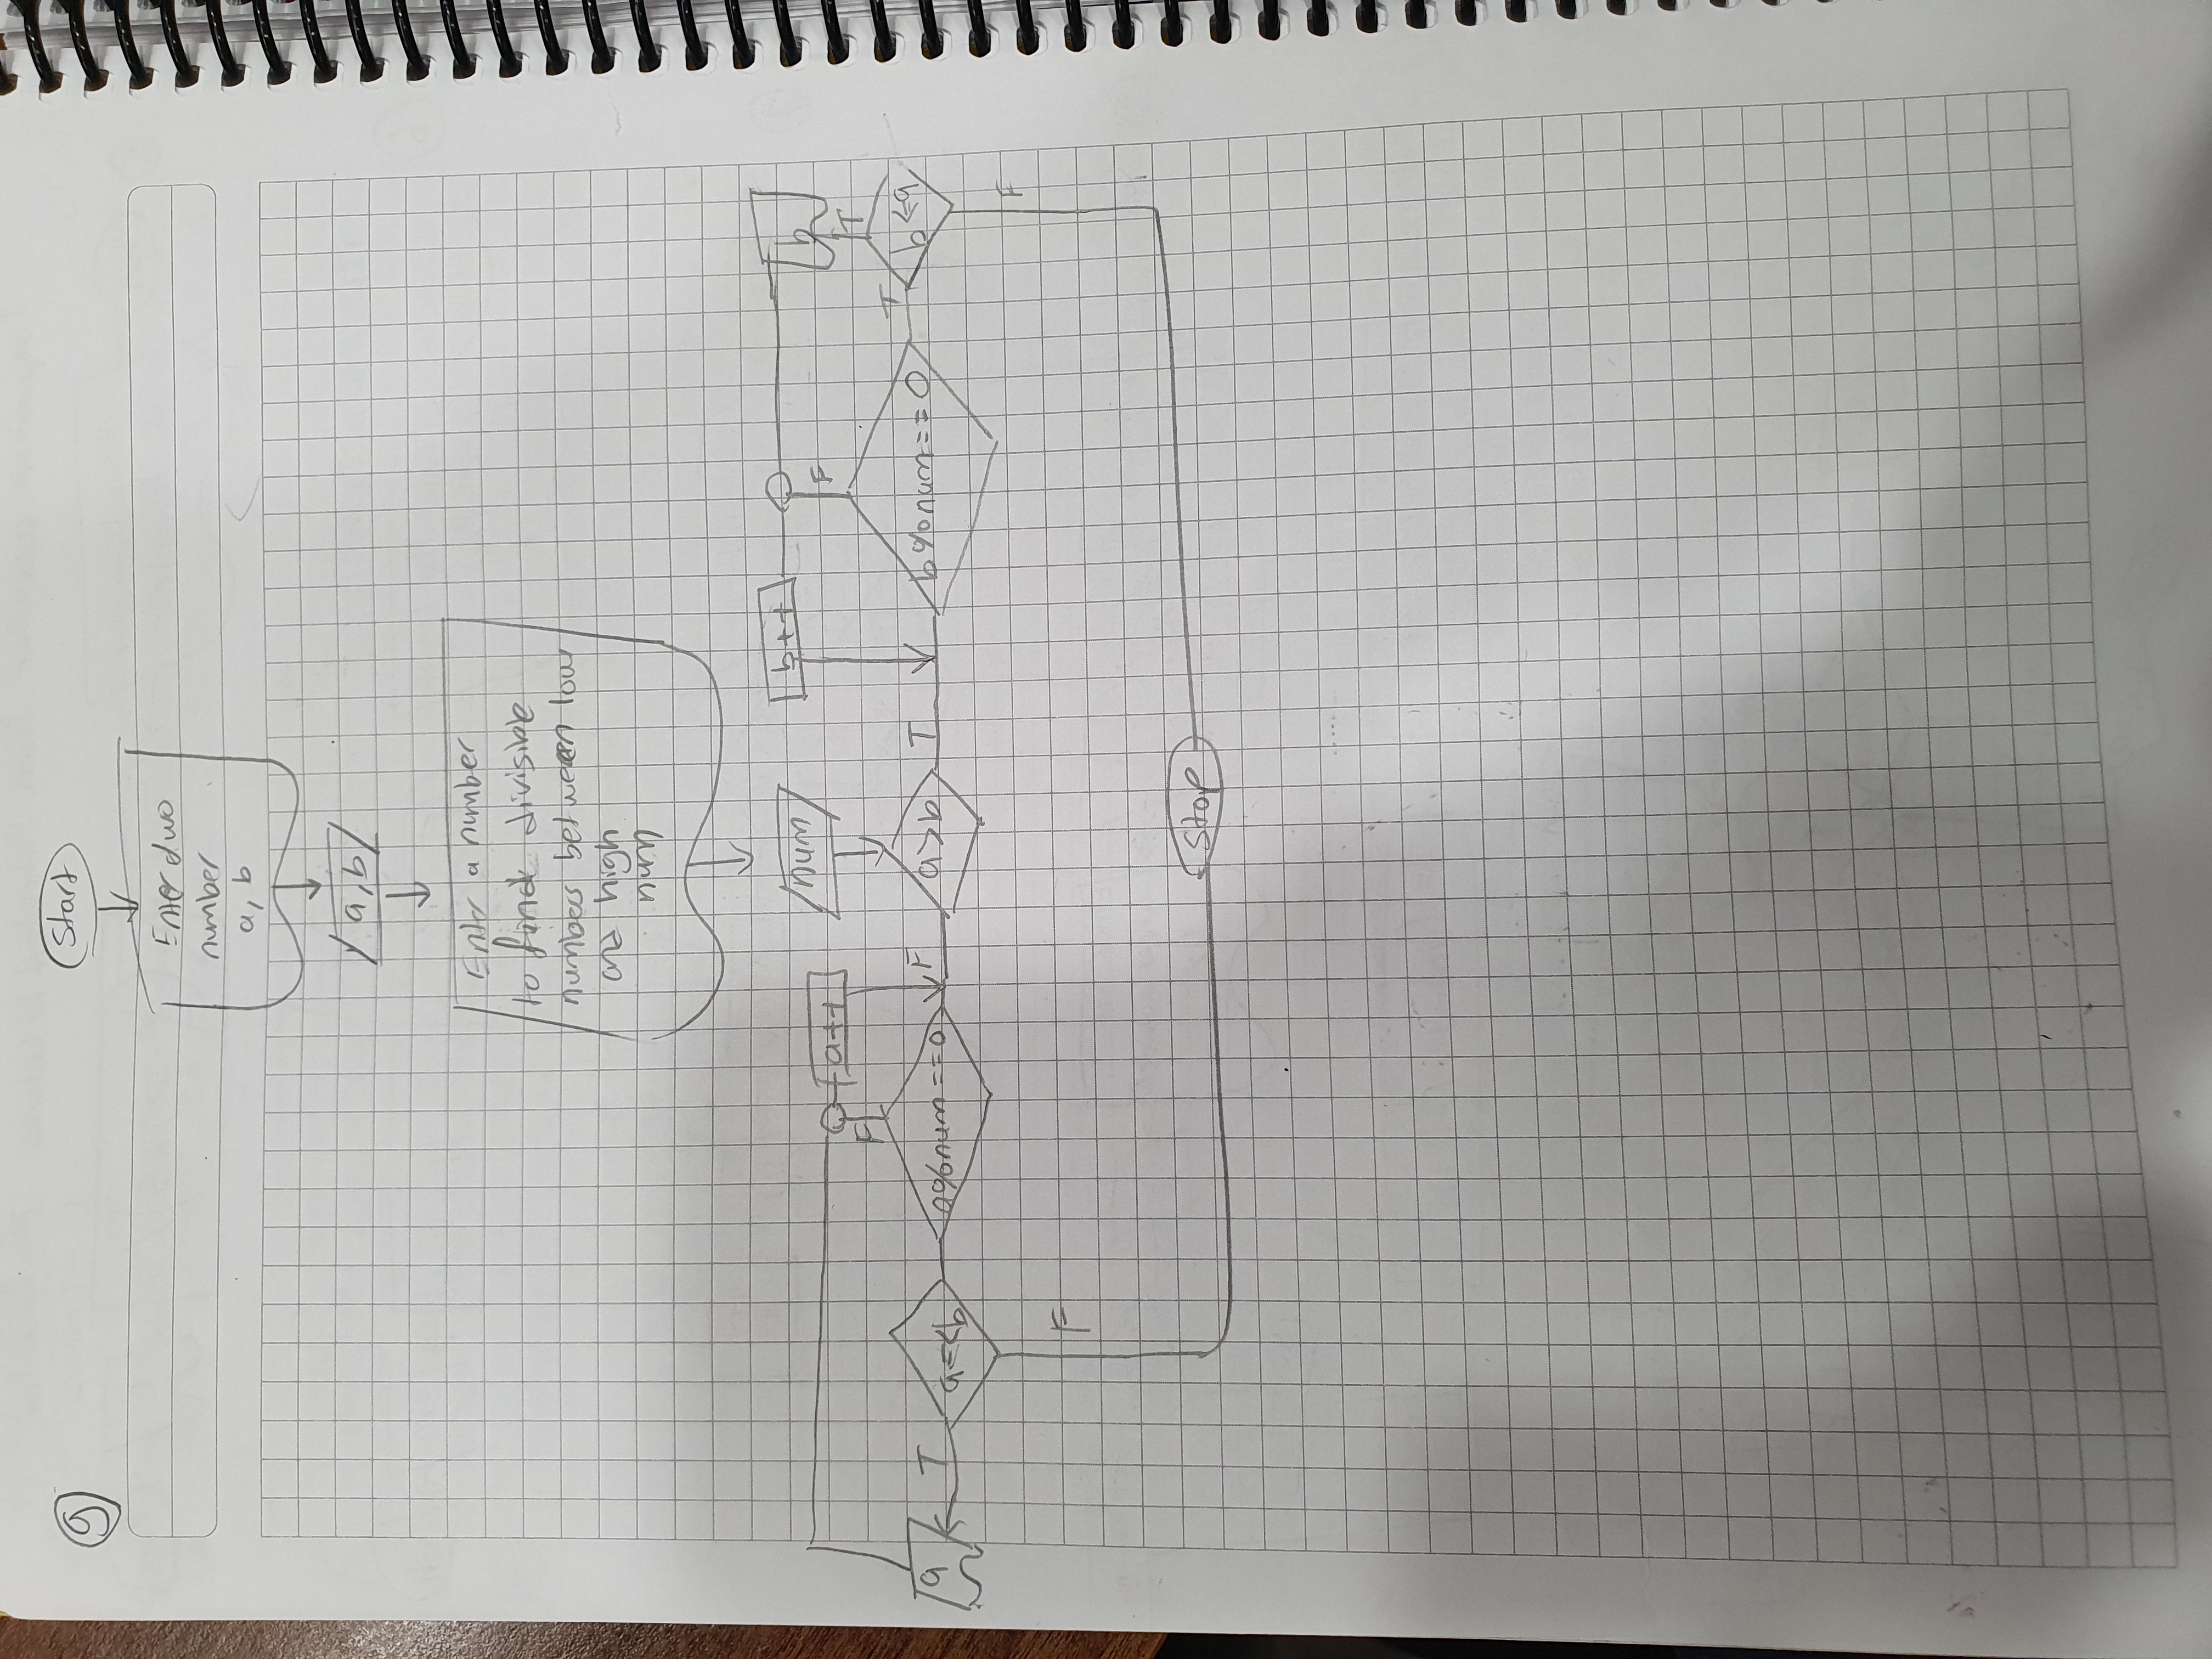 9
Start
Enter two
number
a, b
a, b
Enter a number
to find divisible
numbers between low
and high
num
num
b++
F
b
T
a++
F
a
T
a%num==0
F
a>b
T
b%num==0
T
F
F
Stop